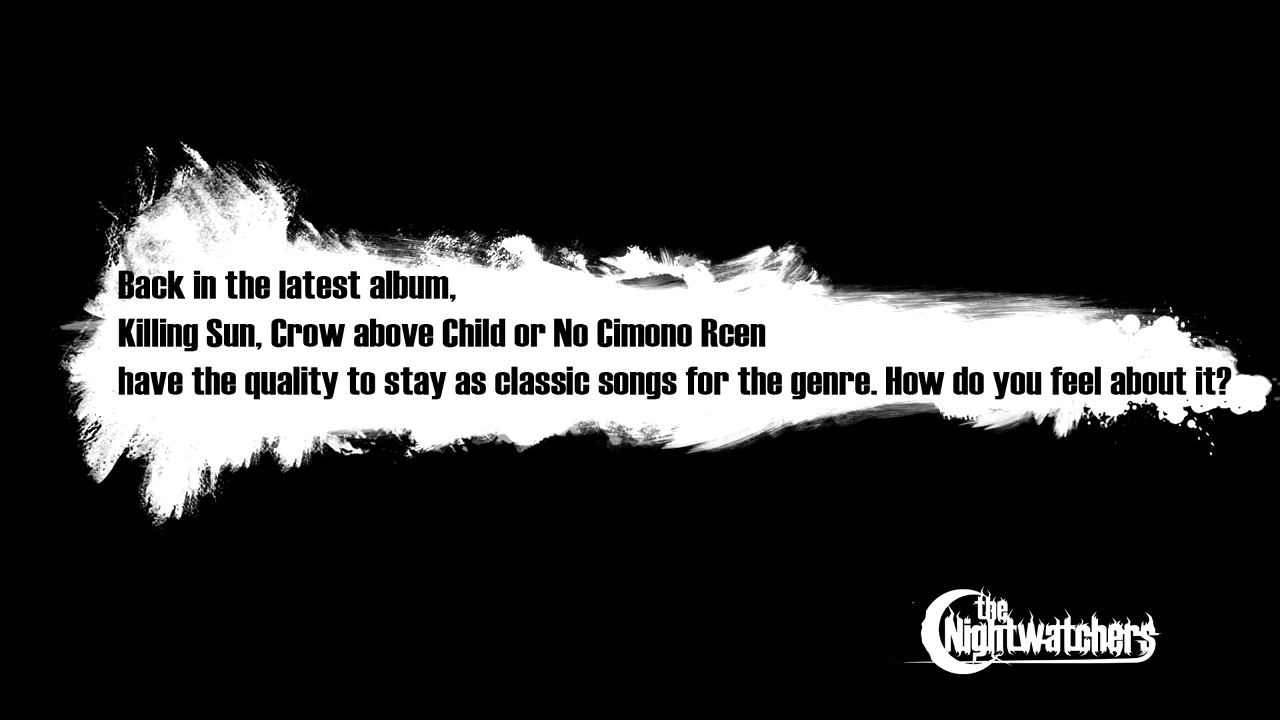 Back in the latest album,
Killing Sun, Crow above Child or No Cimono Rcen
have the quality to stay as classic songs for the genre. How do you feel about it?
the
Nightwatchers